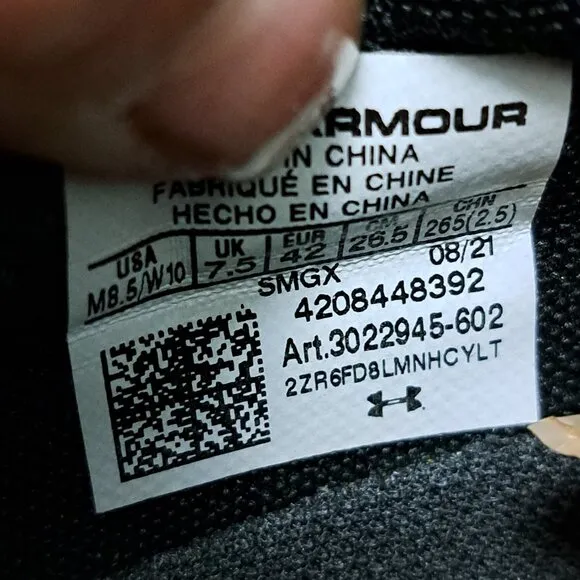 ARMOUR
IN CHINA
FABRIQUÉ EN CHINE
HECHO EN CHINA
USA UK EUR CM CHN
M8.5/W10 7.5 42 26.5 265(2.5)
SMGX 08/21
4208448392
Art.3022945-602
2ZR6FD8LMNHCYLT